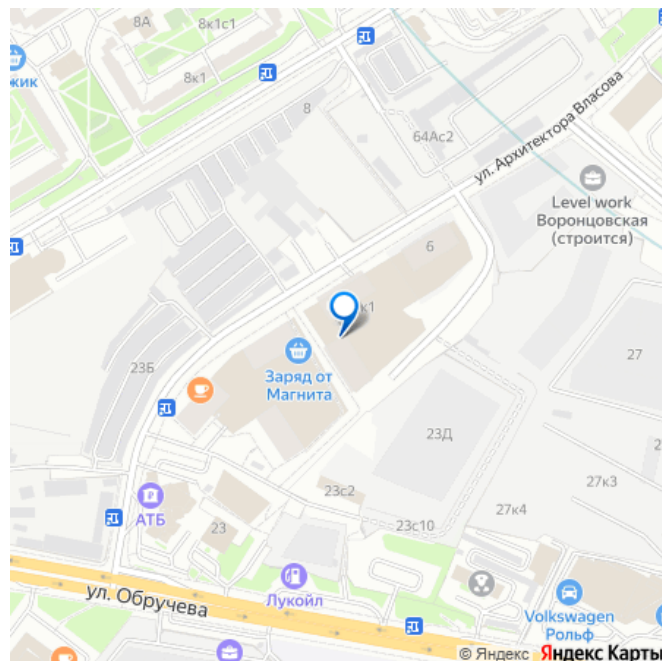 8А
8к1с1
жик
8к1
8
64Ас2
ул. Архитектора Власова
Level work
Воронцовская
(строится)
6
к1
27
23Б
Заряд от
Магнита
23Д
2
27к3
23с2
27к4
АТБ
23
23с10
ул. Обручева
Лукойл
Volkswagen
Рольф
© Яндекс Яндекс Карты